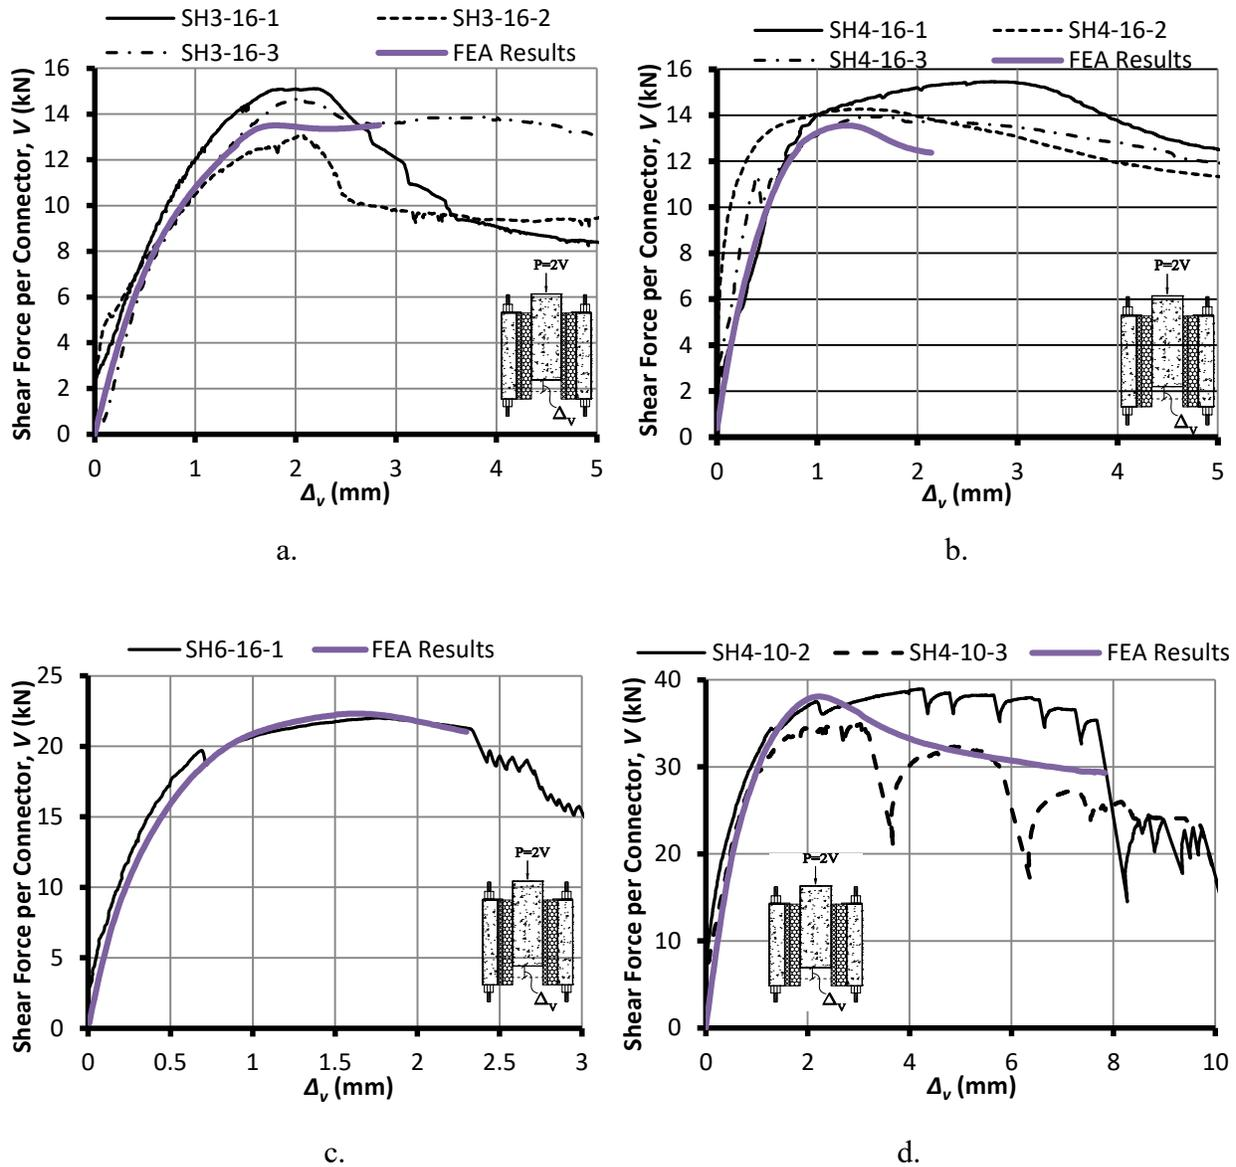 SH3-16-1 SH3-16-2
SH3-16-3 FEA Results
Shear Force per Connector, V (kN)
16
14
12
10
8
6
4
2
0
P=2V
Δv
0 1 2 3 4 5
Δv (mm)
a.
SH4-16-1 SH4-16-2
SH4-16-3 FEA Results
Shear Force per Connector, V (kN)
16
14
12
10
8
6
4
2
0
P=2V
Δv
0 1 2 3 4 5
Δv (mm)
b.
SH6-16-1 FEA Results
Shear Force per Connector, V (kN)
25
20
15
10
5
0
P=2V
Δv
0 0.5 1 1.5 2 2.5 3
Δv (mm)
c.
SH4-10-2 SH4-10-3 FEA Results
Shear Force per Connector, V (kN)
40
30
20
10
0
P=2V
Δv
0 2 4 6 8 10
Δv (mm)
d.